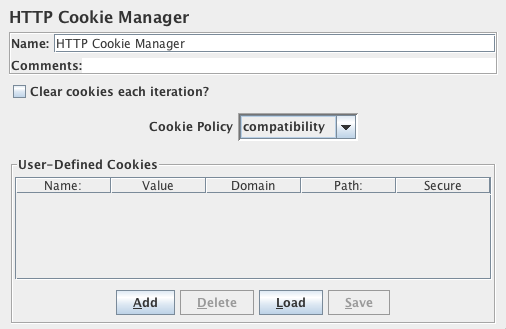 HTTP Cookie Manager
Name: HTTP Cookie Manager
Comments:
Clear cookies each iteration?
Cookie Policy compatibility
User-Defined Cookies
Name: Value Domain Path: Secure
Add Delete Load Save